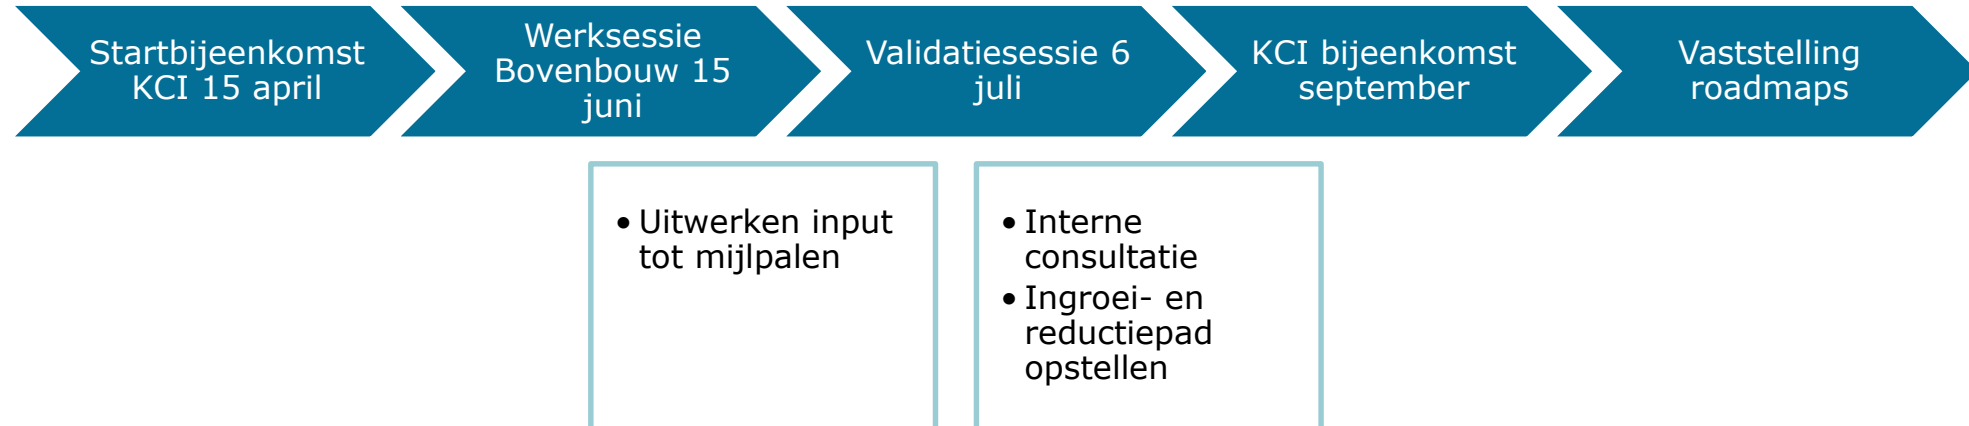 Startbijeenkomst
KCI 15 april
Werksessie
Bovenbouw 15
juni
Validatiesessie 6
juli
KCI bijeenkomst
september
Vaststelling
roadmaps
• Uitwerken input
tot mijlpalen
• Interne
consultatie
• Ingroei- en
reductiepad
opstellen